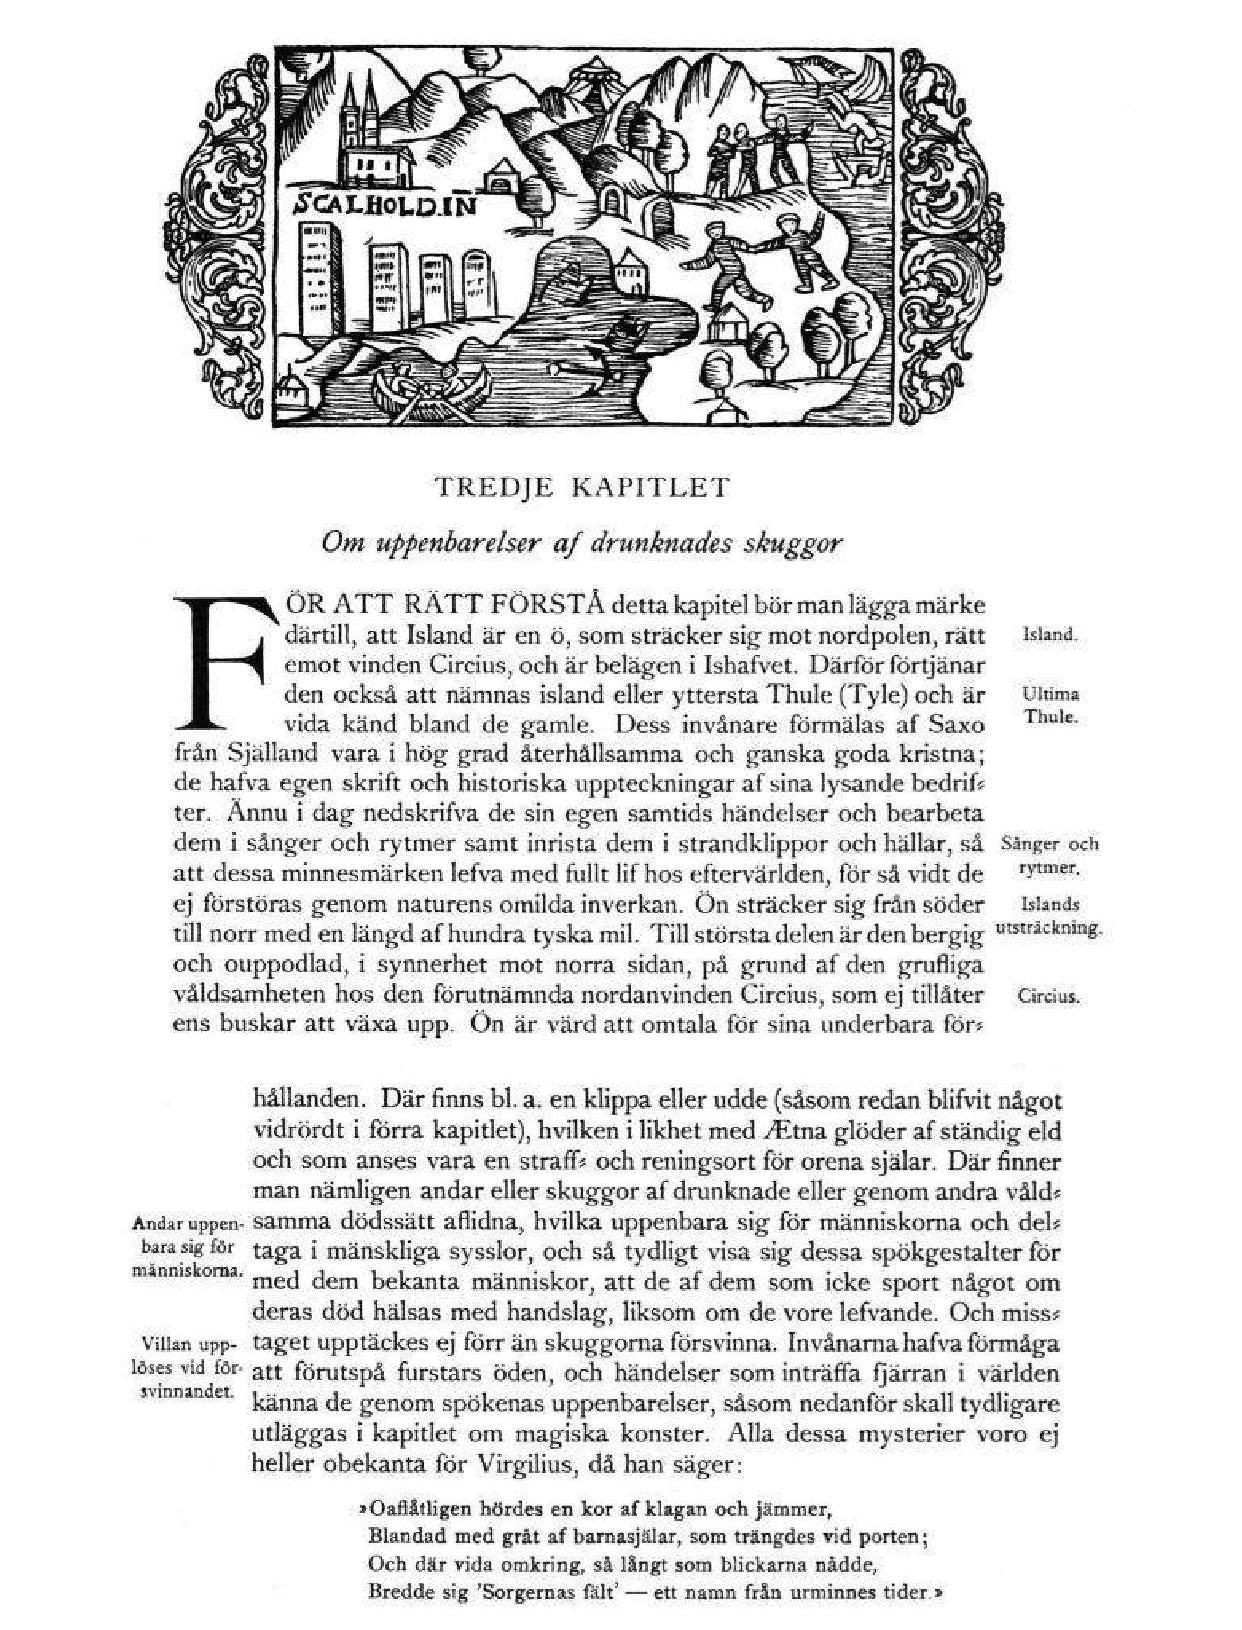 SCALHOLD.IN̄
TREDJE KAPITLET
Om uppenbarelser af drunknades skuggor
FÖR ATT RÄTT FÖRSTÅ detta kapitel bör man lägga märke
därtill, att Island är en ö, som sträcker sig mot nordpolen, rätt
Island.
emot vinden Circius, och är belägen i Ishafvet. Därför förtjänar
den också att nämnas island eller yttersta Thule (Tyle) och är
Ultima
vida känd bland de gamle. Dess invånare förmälas af Saxo
Thule.
från Själland vara i hög grad återhållsamma och ganska goda kristna;
de hafva egen skrift och historiska uppteckningar af sina lysande bedrif-
ter. Ännu i dag nedskrifva de sin egen samtids händelser och bearbeta
dem i sånger och rytmer samt inrista dem i strandklippor och hällar, så
Sånger och
att dessa minnesmärken lefva med fullt lif hos eftervärlden, för så vidt de
rytmer.
ej förstöras genom naturens omilda inverkan. Ön sträcker sig från söder
Islands
till norr med en längd af hundra tyska mil. Till största delen är den bergig
utsträckning.
och ouppodlad, i synnerhet mot norra sidan, på grund af den grufliga
våldsamheten hos den förutnämnda nordanvinden Circius, som ej tillåter
Circius.
ens buskar att växa upp. Ön är värd att omtala för sina underbara för-
hållanden. Där finns bl. a. en klippa eller udde (såsom redan blifvit något
vidrördt i förra kapitlet), hvilken i likhet med Ætna glöder af ständig eld
och som anses vara en straff- och reningsort för orena själar. Där finner
man nämligen andar eller skuggor af drunknade eller genom andra våld-
Andar uppen-
samma dödssätt aflidna, hvilka uppenbara sig för människorna och del-
bara sig för
taga i mänskliga sysslor, och så tydligt visa sig dessa spökgestalter för
människorna.
med dem bekanta människor, att de af dem som icke sport något om
deras död hälsas med handslag, liksom om de vore lefvande. Och miss-
Villan upp-
taget upptäckes ej förr än skuggorna försvinna. Invånarna hafva förmåga
löses vid för-
att förutspå furstars öden, och händelser som inträffa fjärran i världen
svinnandet.
känna de genom spökenas uppenbarelser, såsom nedanför skall tydligare
utläggas i kapitlet om magiska konster. Alla dessa mysterier voro ej
heller obekanta för Virgilius, då han säger:
»Oaflåtligen hördes en kor af klagan och jämmer,
Blandad med gråt af barnasjälar, som trängdes vid porten;
Och där vida omkring, så långt som blickarna nådde,
Bredde sig 'Sorgernas fält' — ett namn från urminnes tider.»